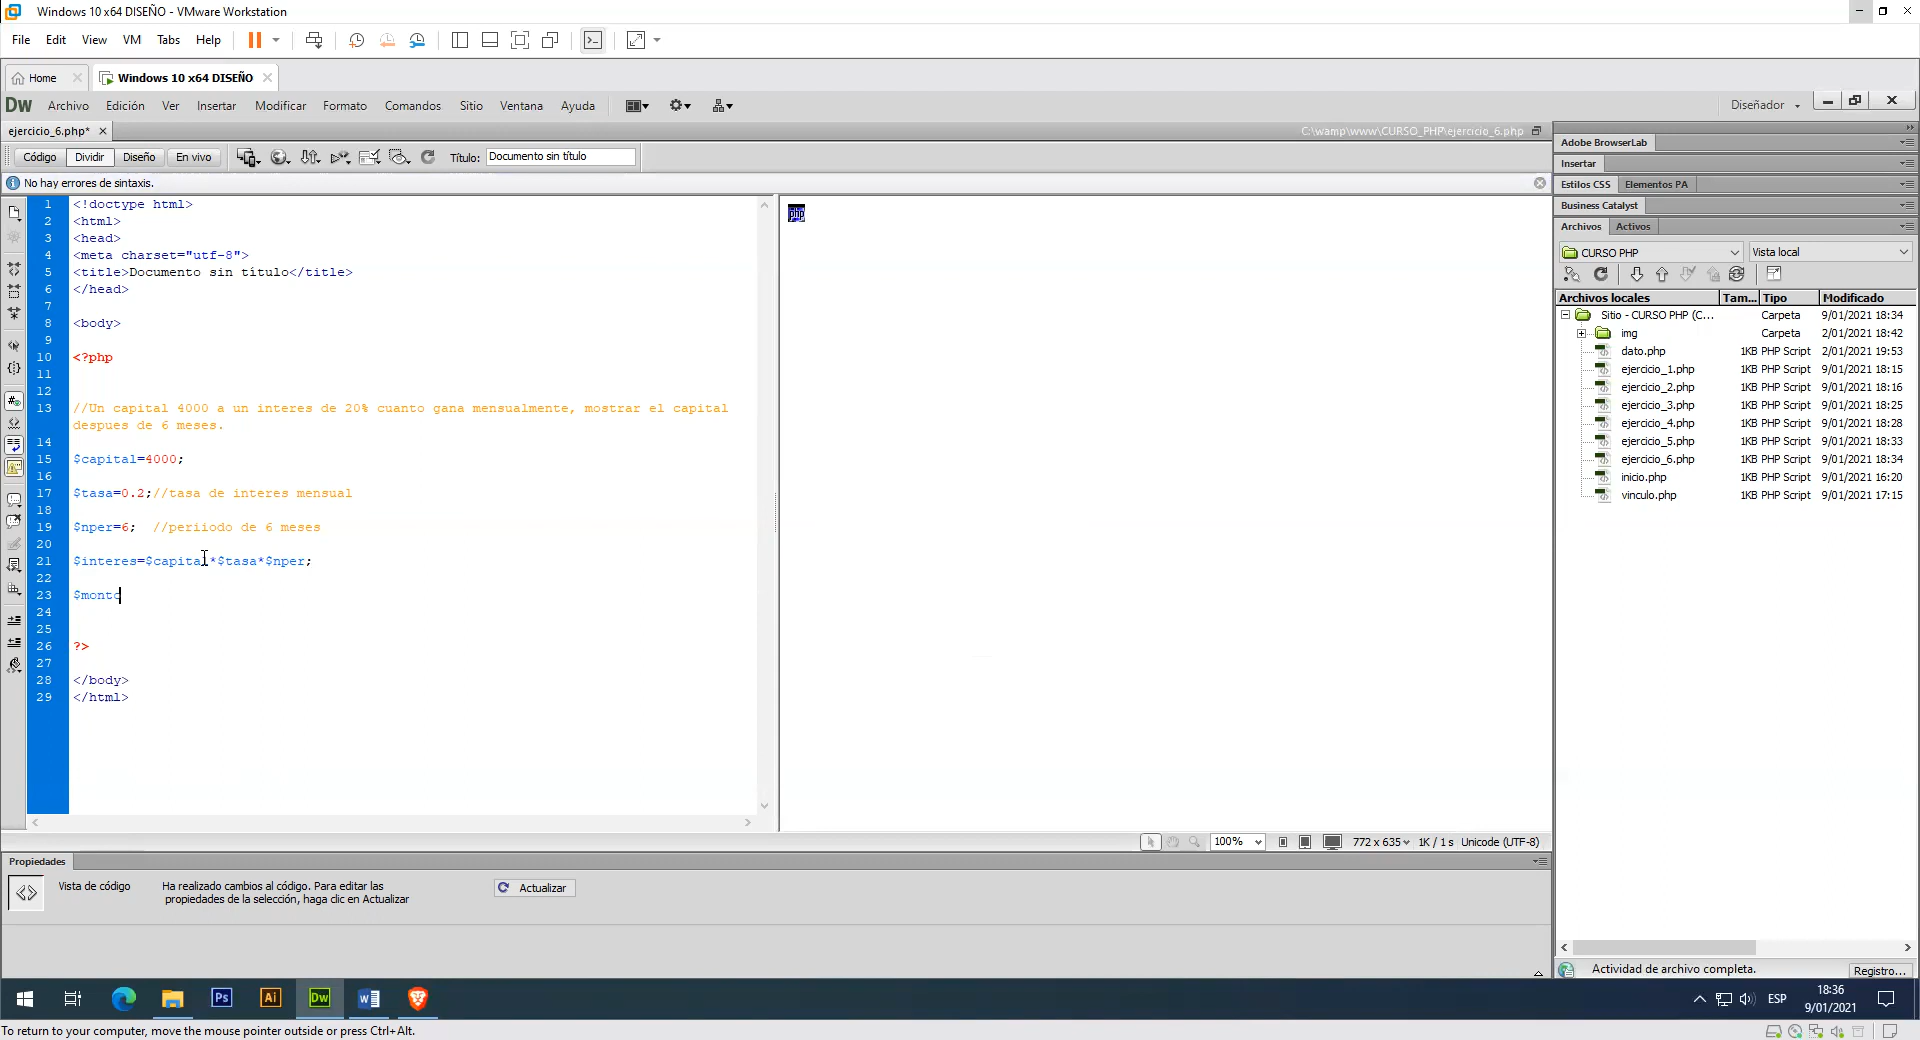 Windows 10 x64 DISEÑO - VMware Workstation
File Edit View VM Tabs Help
Home Windows 10 x64 DISEÑO
Dw Archivo Edición Ver Insertar Modificar Formato Comandos Sitio Ventana Ayuda Diseñador
ejercicio_6.php* C:\wamp\www\CURSO_PHP\ejercicio_6.php
Código Dividir Diseño En vivo Título: Documento sin título
No hay errores de sintaxis.
1 <!doctype html>
2 <html>
3 <head>
4 <meta charset="utf-8">
5 <title>Documento sin título</title>
6 </head>
7
8 <body>
9
10 <?php
11
12
13 //Un capital 4000 a un interes de 20% cuanto gana mensualmente, mostrar el capital
despues de 6 meses.
14
15 $capital=4000;
16
17 $tasa=0.2;//tasa de interes mensual
18
19 $nper=6; //periiodo de 6 meses
20
21 $interes=$capital*$tasa*$nper;
22
23 $monto
24
25
26 ?>
27
28 </body>
29 </html>
php
100% 772 x 635 1K / 1 s Unicode (UTF-8)
Propiedades
Vista de código Ha realizado cambios al código. Para editar las
propiedades de la selección, haga clic en Actualizar
Actualizar
Adobe BrowserLab
Insertar
Estilos CSS Elementos PA
Business Catalyst
Archivos Activos
CURSO PHP Vista local
Archivos locales Tam... Tipo Modificado
Sitio - CURSO PHP (C... Carpeta 9/01/2021 18:34
img Carpeta 2/01/2021 18:42
dato.php 1KB PHP Script 2/01/2021 19:53
ejercicio_1.php 1KB PHP Script 9/01/2021 18:15
ejercicio_2.php 1KB PHP Script 9/01/2021 18:16
ejercicio_3.php 1KB PHP Script 9/01/2021 18:25
ejercicio_4.php 1KB PHP Script 9/01/2021 18:28
ejercicio_5.php 1KB PHP Script 9/01/2021 18:33
ejercicio_6.php 1KB PHP Script 9/01/2021 18:34
inicio.php 1KB PHP Script 9/01/2021 16:20
vinculo.php 1KB PHP Script 9/01/2021 17:15
Actividad de archivo completa. Registro...
Ps Ai Dw ESP 18:36
9/01/2021
To return to your computer, move the mouse pointer outside or press Ctrl+Alt.